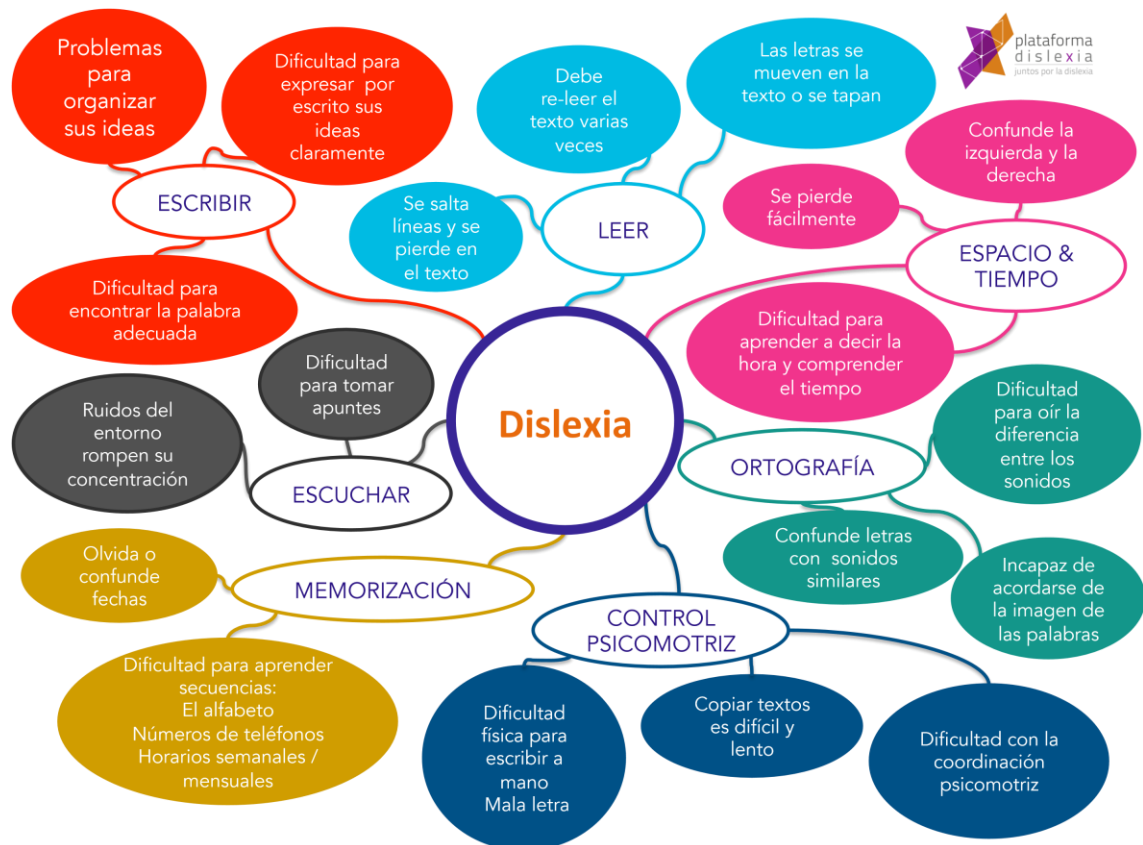 Problemas
para
organizar
sus ideas
Dificultad para
expresar por
escrito sus
ideas
claramente
ESCRIBIR
Dificultad para
encontrar la palabra
adecuada
Debe
re-leer el
texto varias
veces
Las letras se
mueven en la
texto o se tapan
Se salta
líneas y se
pierde en
el texto
LEER
plataforma
dislexia
juntos por la dislexia
Confunde la
izquierda y la
derecha
Se pierde
fácilmente
ESPACIO &
TIEMPO
Dificultad para
aprender a decir la
hora y comprender
el tiempo
Dificultad
para tomar
apuntes
Ruidos del
entorno
rompen su
concentración
ESCUCHAR
Dislexia
Dificultad
para oír la
diferencia
entre los
sonidos
ORTOGRAFÍA
Confunde letras
con sonidos
similares
Incapaz de
acordarse de
la imagen de
las palabras
Olvida o
confunde
fechas
MEMORIZACIÓN
Dificultad para aprender
secuencias:
El alfabeto
Números de teléfonos
Horarios semanales /
mensuales
CONTROL
PSICOMOTRIZ
Dificultad
física para
escribir a
mano
Mala letra
Copiar textos
es difícil y
lento
Dificultad con la
coordinación
psicomotriz